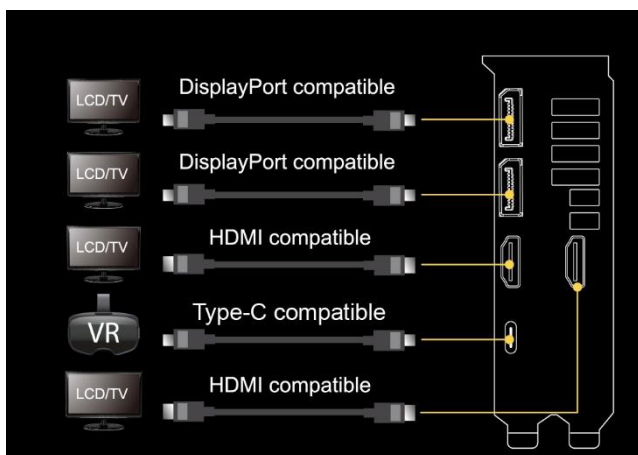 LCD/TV
DisplayPort compatible
LCD/TV
DisplayPort compatible
LCD/TV
HDMI compatible
VR
Type-C compatible
LCD/TV
HDMI compatible